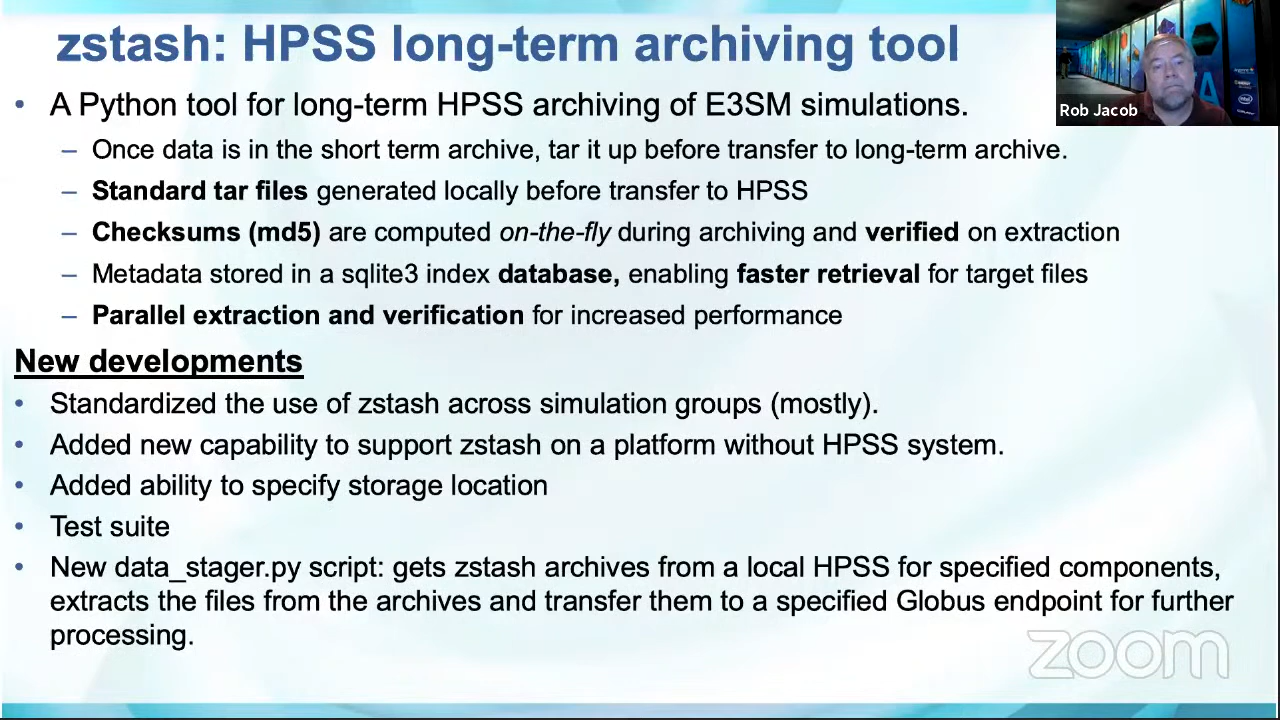 zstash: HPSS long-term archiving tool
• A Python tool for long-term HPSS archiving of E3SM simulations.
– Once data is in the short term archive, tar it up before transfer to long-term archive.
– Standard tar files generated locally before transfer to HPSS
– Checksums (md5) are computed on-the-fly during archiving and verified on extraction
– Metadata stored in a sqlite3 index database, enabling faster retrieval for target files
– Parallel extraction and verification for increased performance
New developments
• Standardized the use of zstash across simulation groups (mostly).
• Added new capability to support zstash on a platform without HPSS system.
• Added ability to specify storage location
• Test suite
• New data_stager.py script: gets zstash archives from a local HPSS for specified components,
extracts the files from the archives and transfer them to a specified Globus endpoint for further
processing.
Rob Jacob
A
intel
zoom